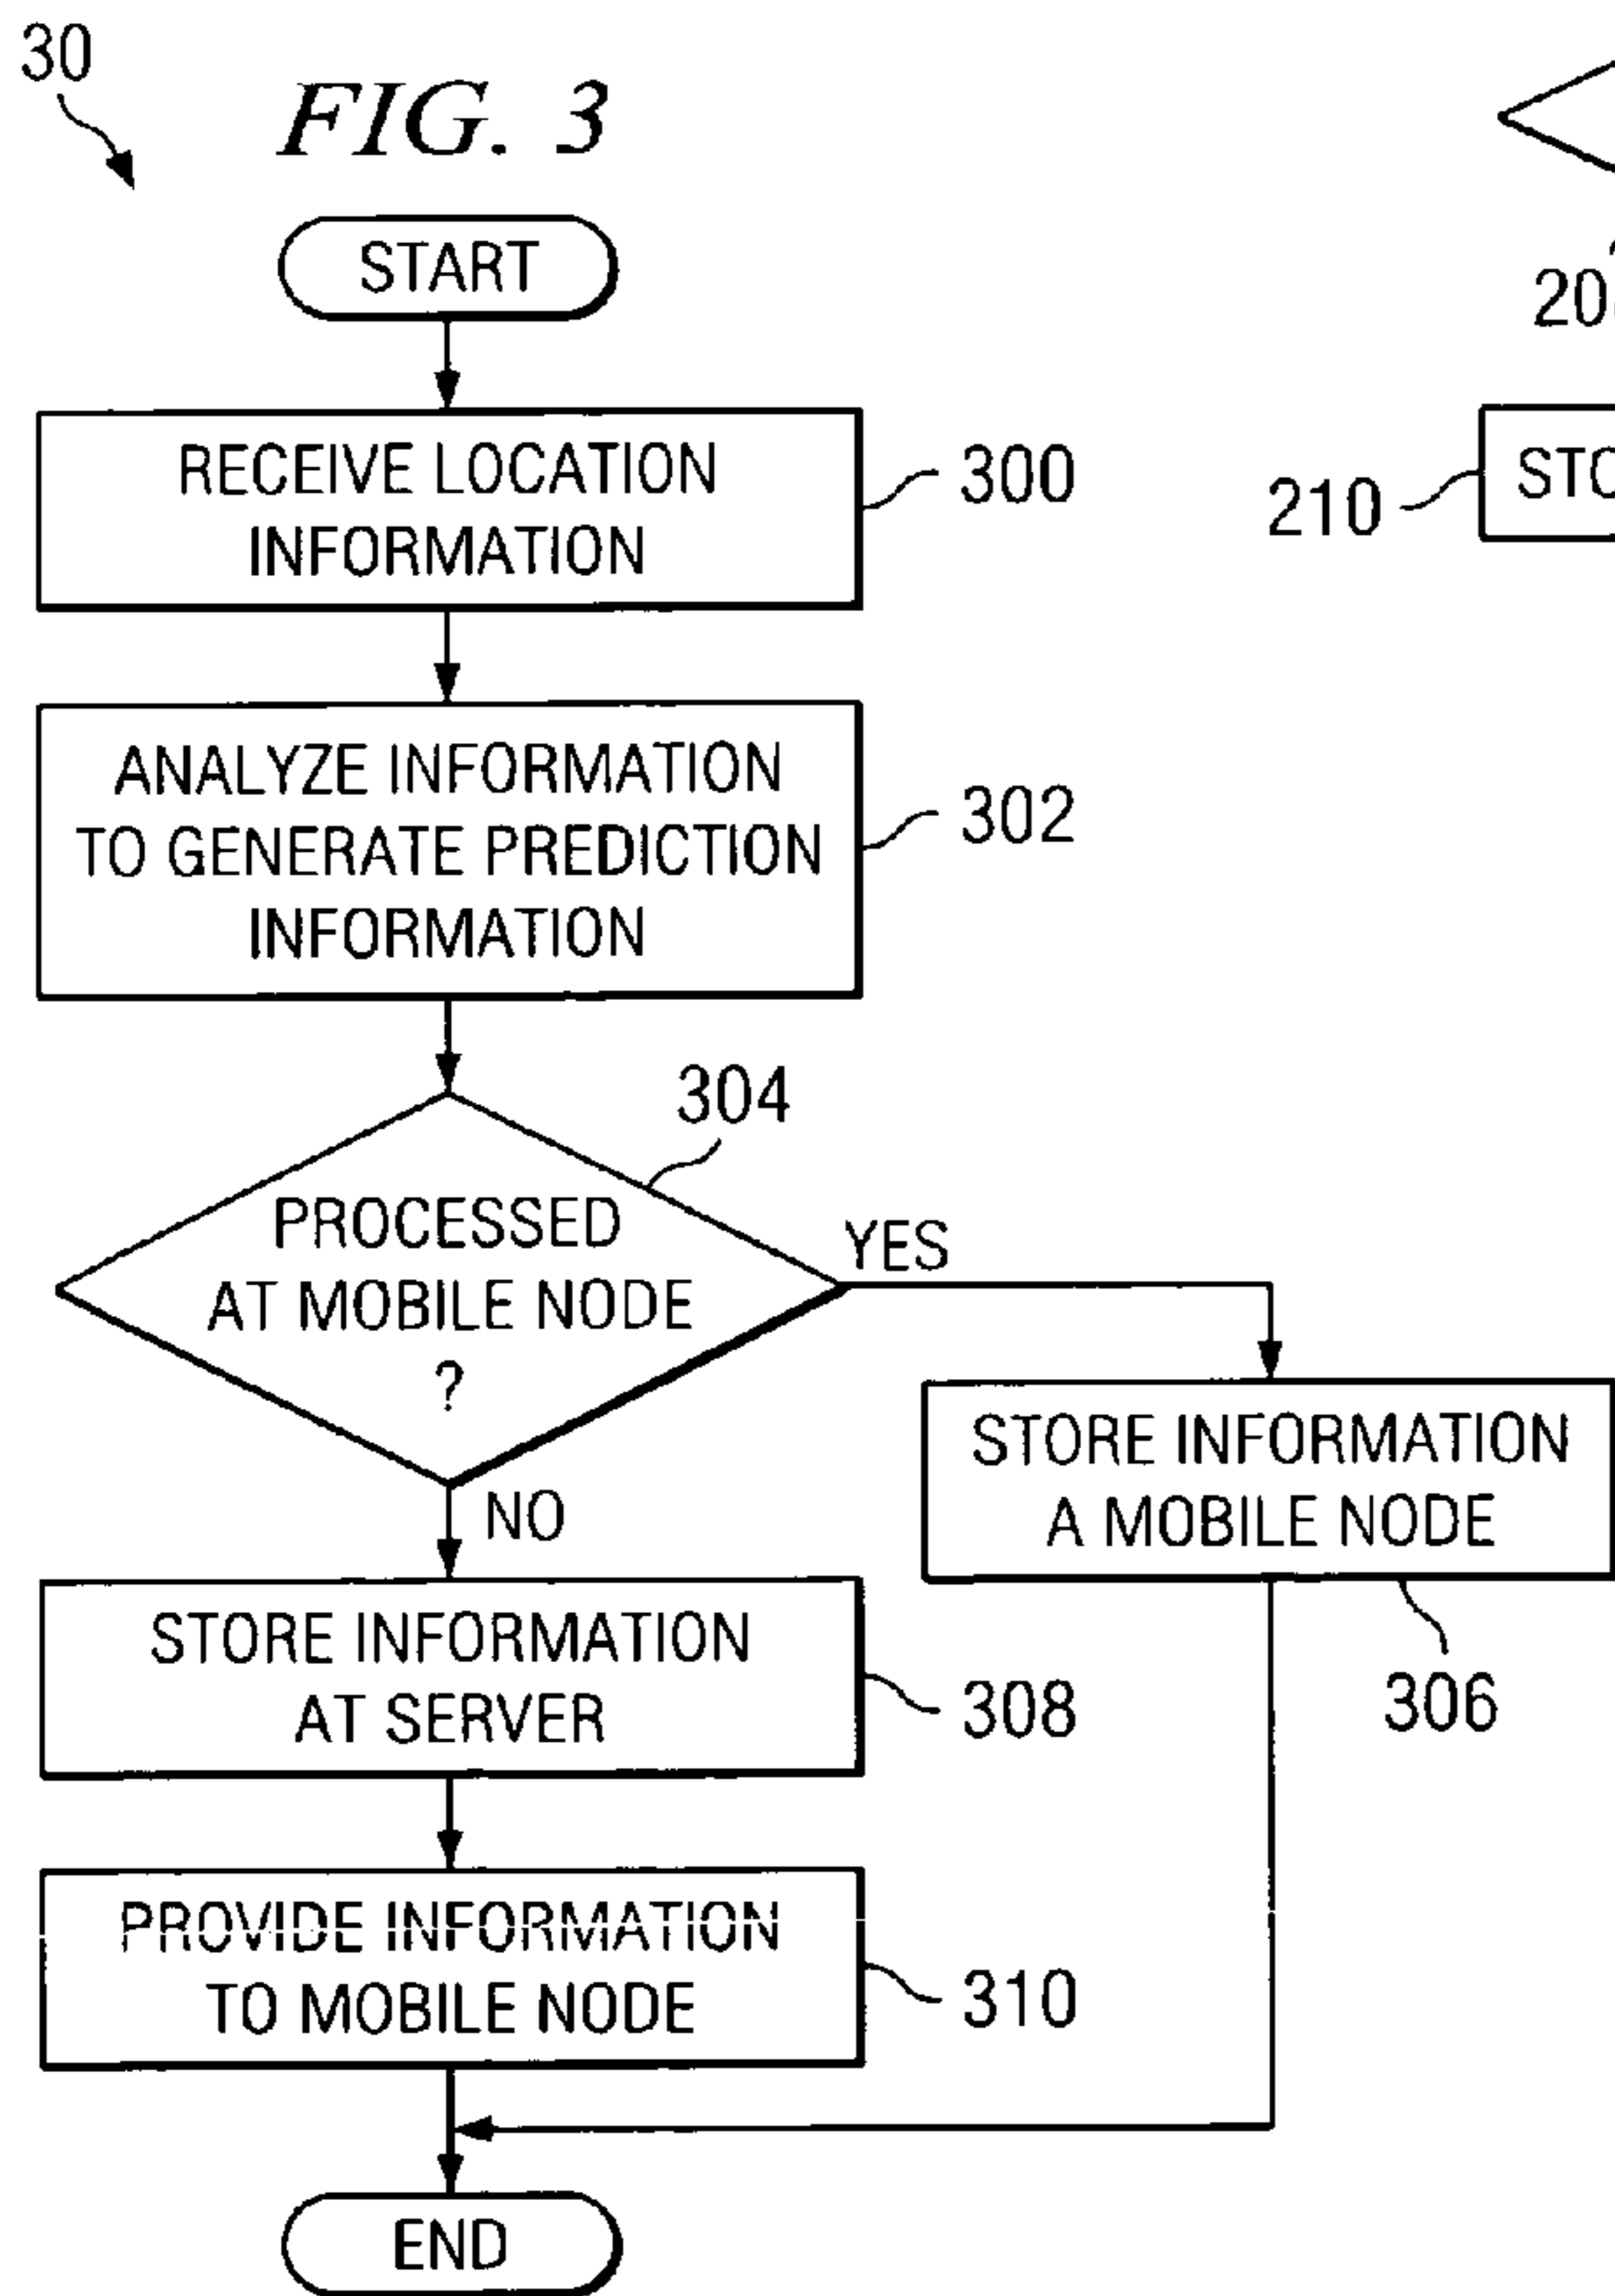 30
FIG. 3
START
RECEIVE LOCATION
INFORMATION
300
ANALYZE INFORMATION
TO GENERATE PREDICTION
INFORMATION
302
304
PROCESSED
AT MOBILE NODE
?
YES
NO
STORE INFORMATION
A MOBILE NODE
306
STORE INFORMATION
AT SERVER
308
PROVIDE INFORMATION
TO MOBILE NODE
310
END
210